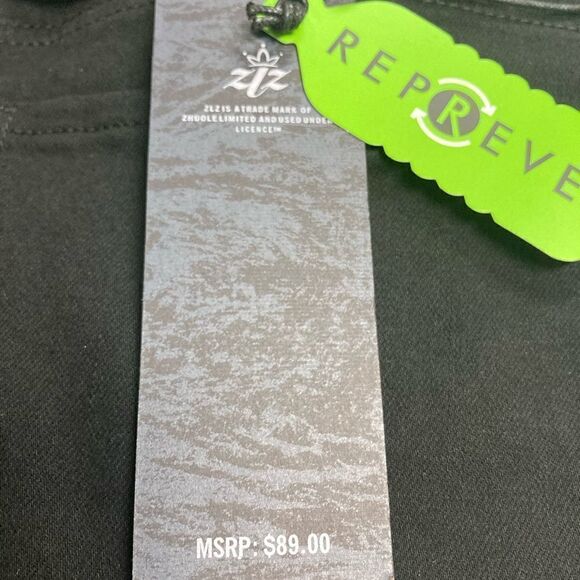 zlz
ZLZ IS A TRADE MARK OF
ZHUOLE LIMITED AND USED UNDER
LICENCE™
REPREVE
MSRP: $89.00